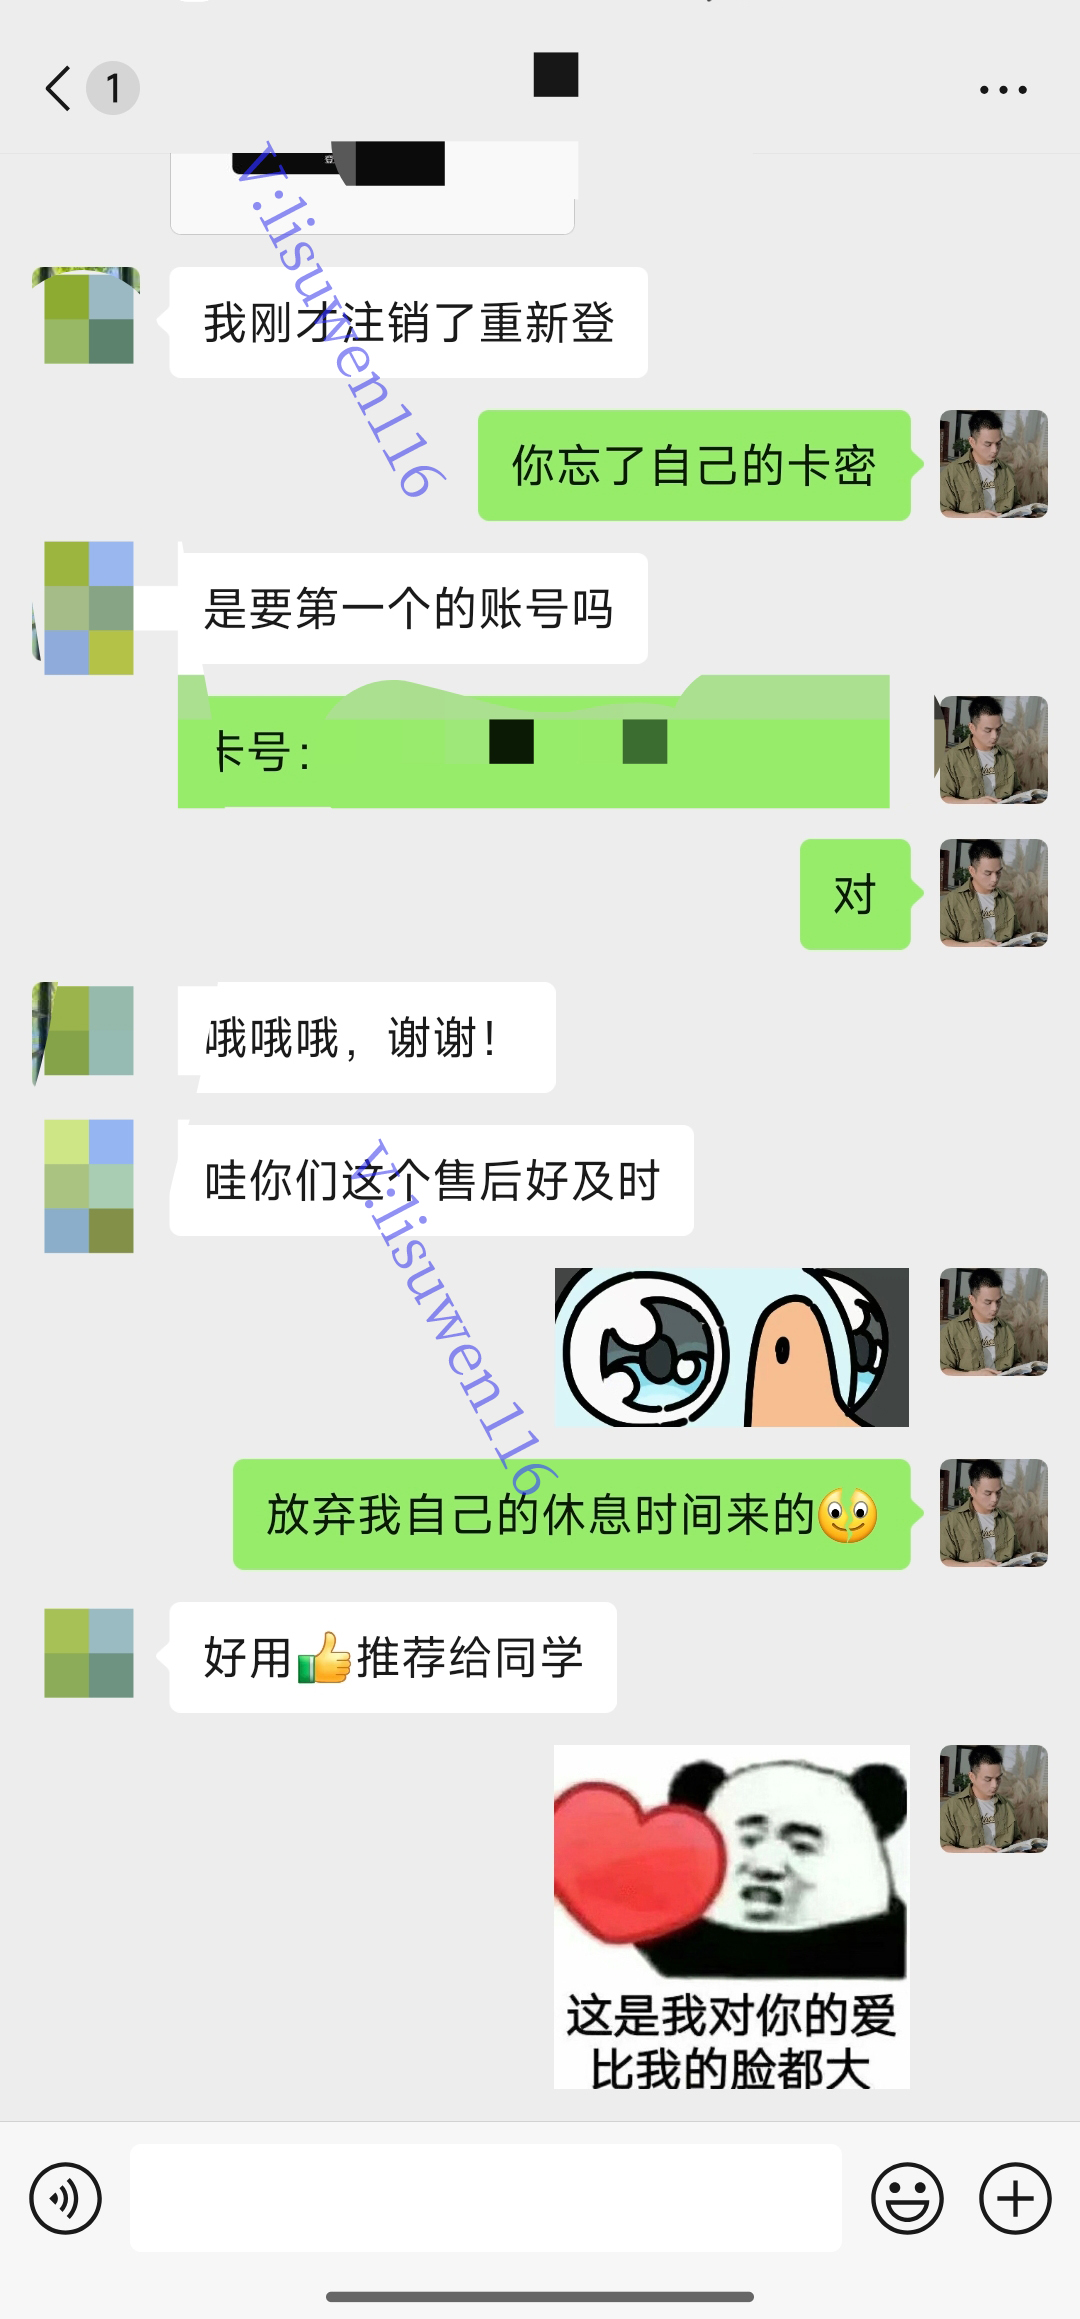 1
登
我刚才注销了重新登
你忘了自己的卡密
是要第一个的账号吗
卡号：
对
哦哦哦，谢谢！
哇你们这个售后好及时
放弃我自己的休息时间来的
好用👍推荐给同学
这是我对你的爱
比我的脸都大
V:lisuwen116
V:lisuwen116